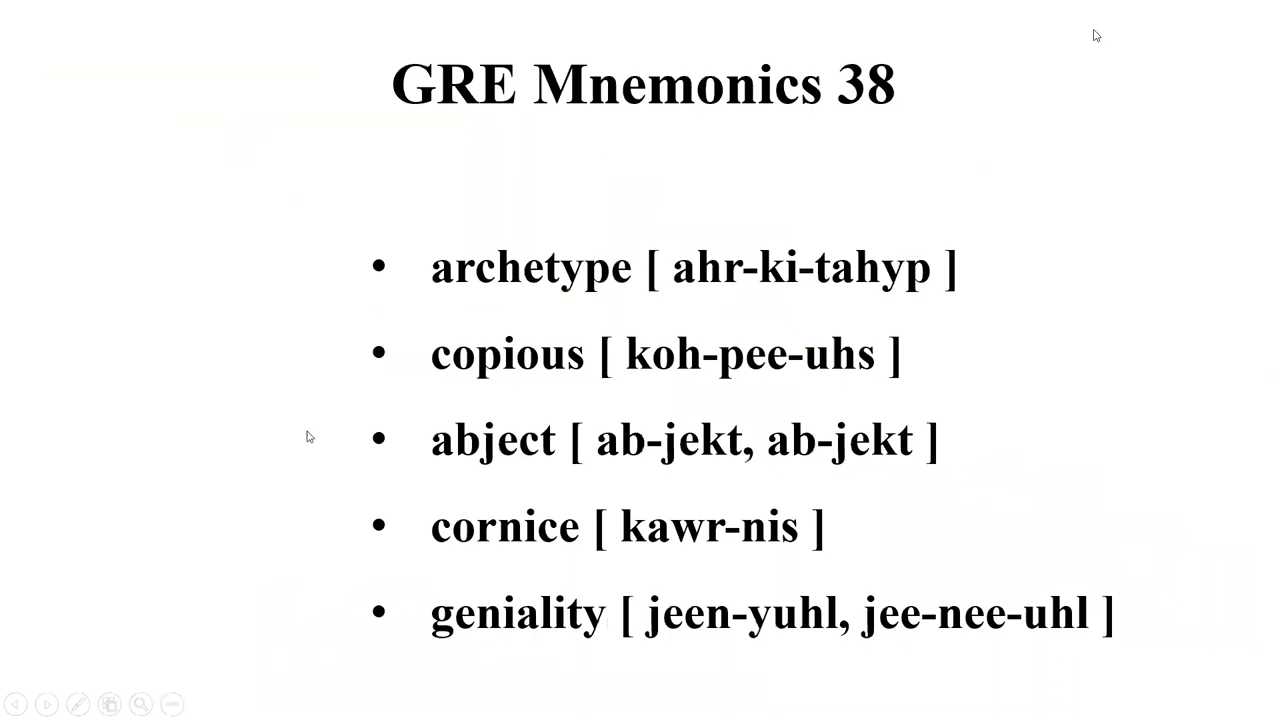 GRE Mnemonics 38
• archetype [ ahr-ki-tahyp ]
• copious [ koh-pee-uhs ]
• abject [ ab-jekt, ab-jekt ]
• cornice [ kawr-nis ]
• geniality [ jeen-yuhl, jee-nee-uhl ]